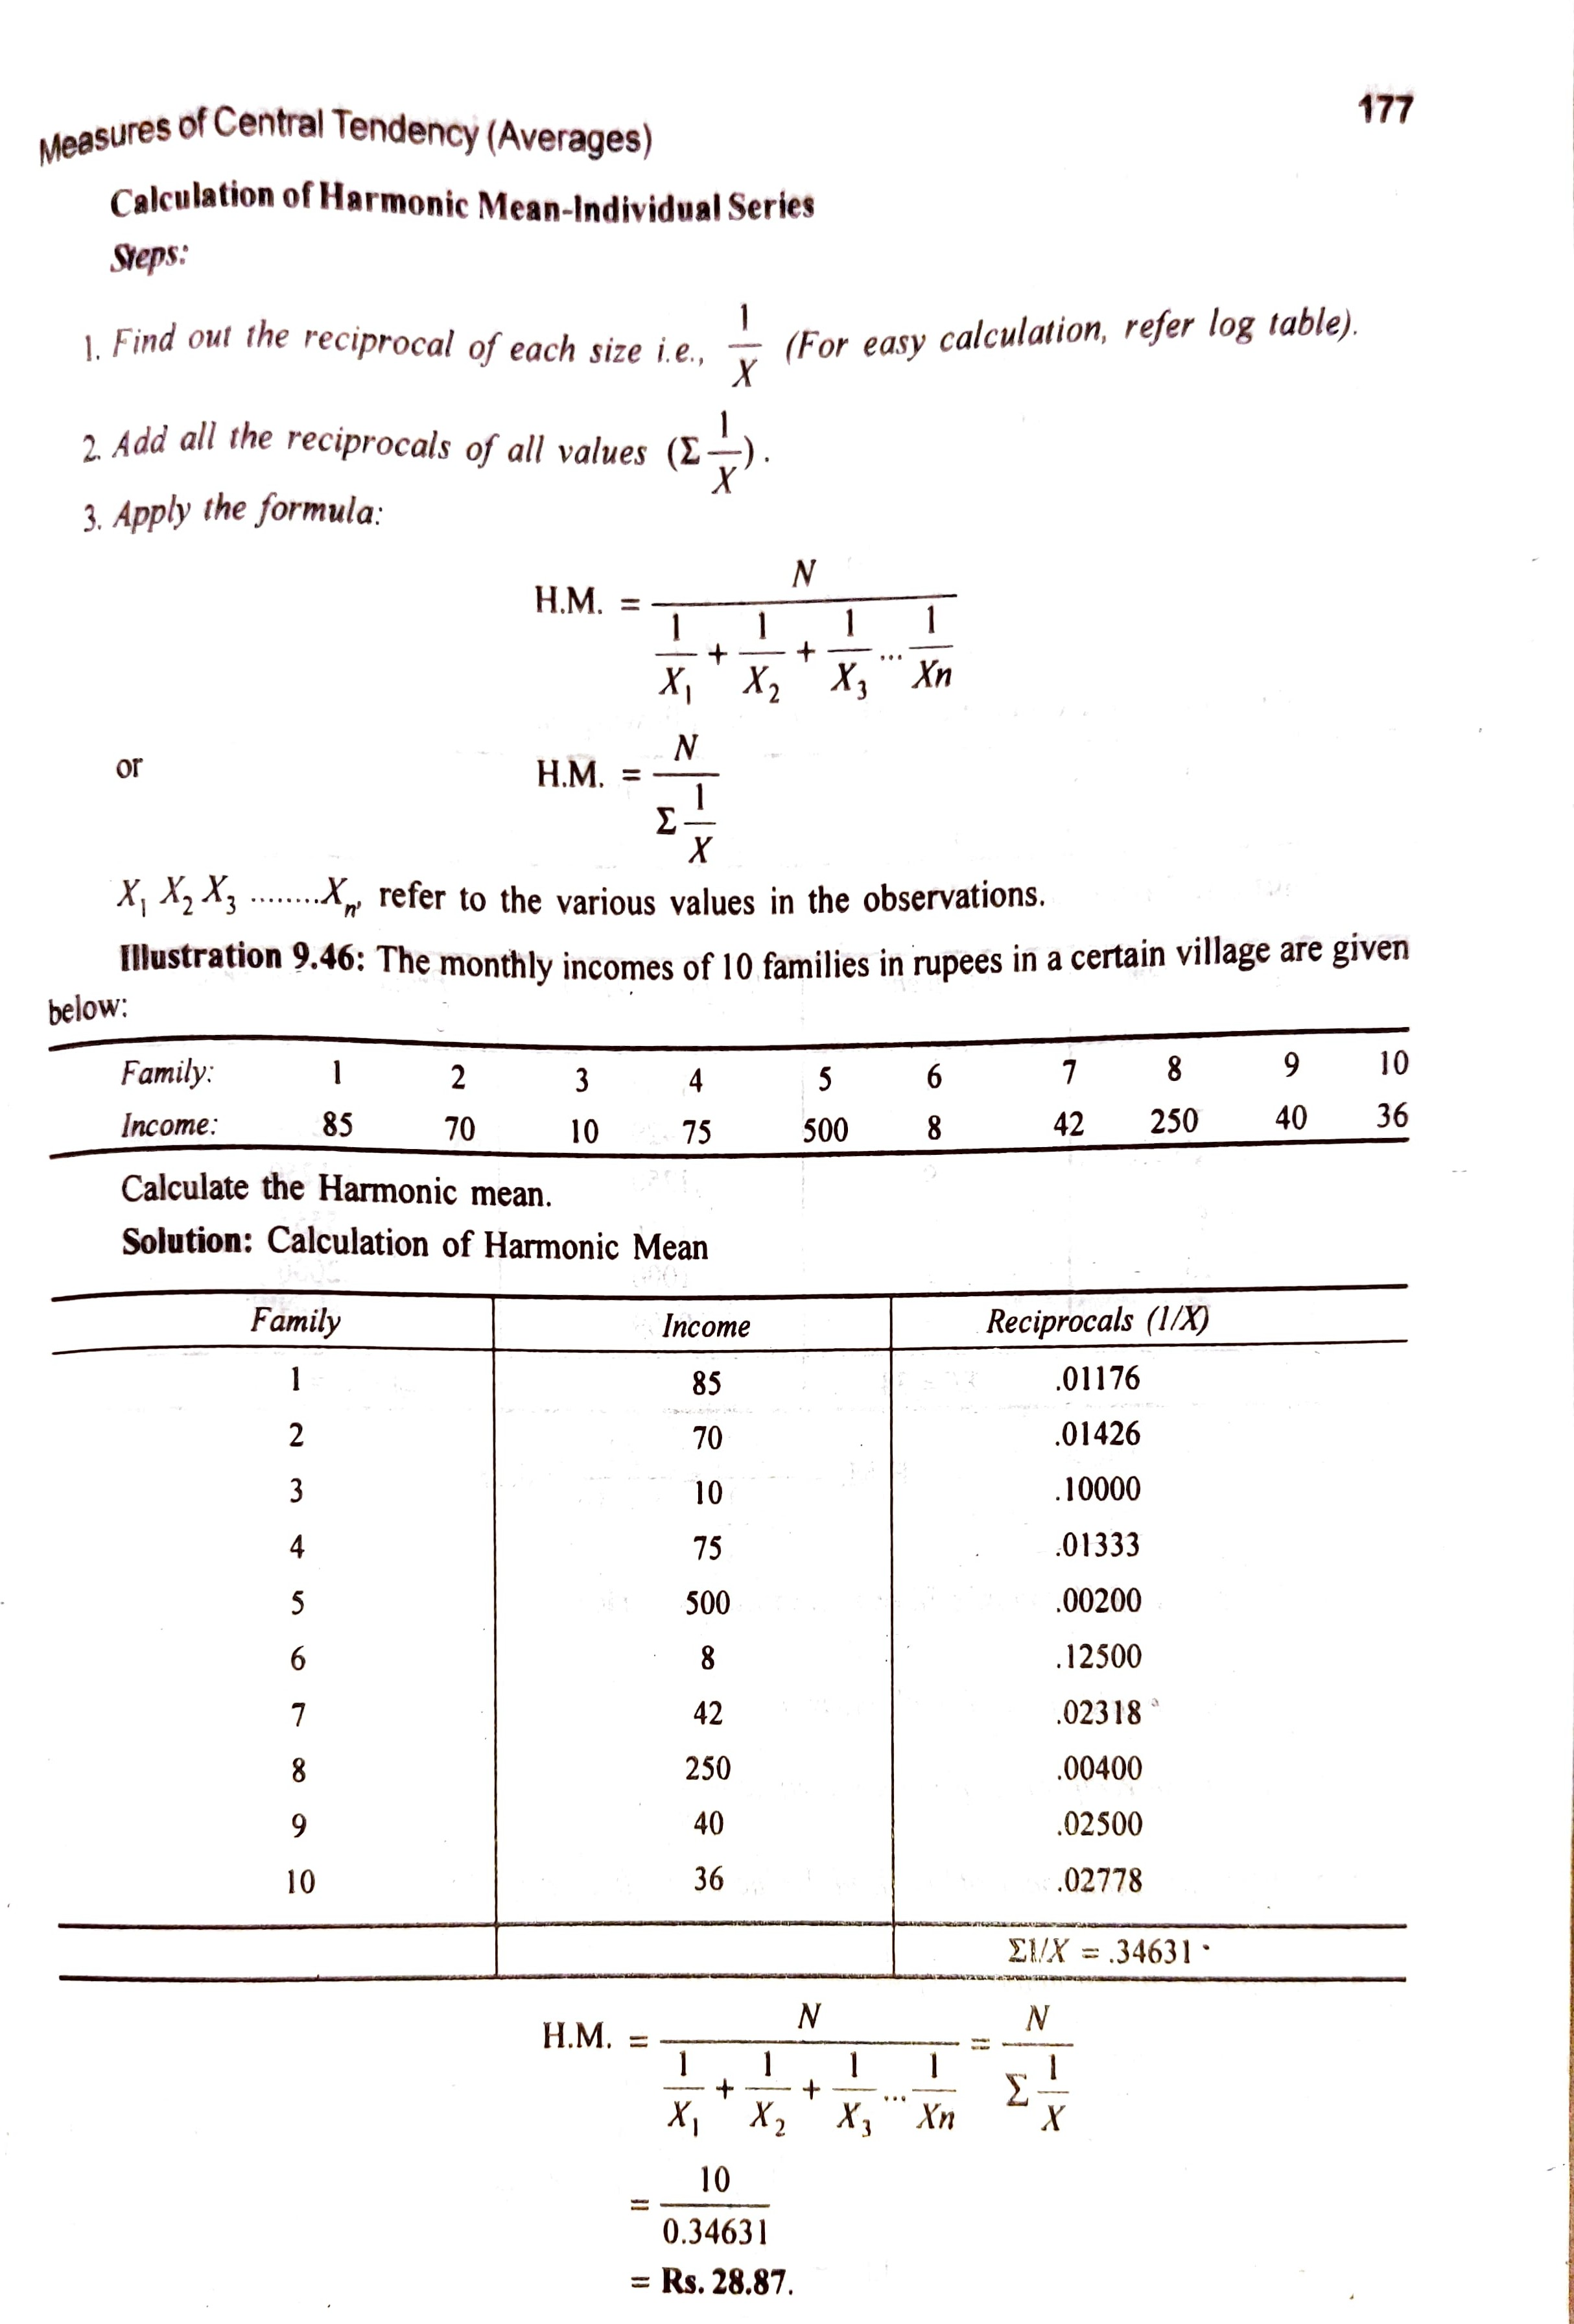 177
Measures of Central Tendency (Averages)
Calculation of Harmonic Mean-Individual Series
Steps:
1. Find out the reciprocal of each size i.e., 1/X (For easy calculation, refer log table).
2. Add all the reciprocals of all values (Σ 1/X).
3. Apply the formula:
H.M. = N / (1/X₁ + 1/X₂ + 1/X₃ ... 1/Xn)
or H.M. = N / (Σ 1/X)
X₁ X₂ X₃ .........Xₙ, refer to the various values in the observations.
Illustration 9.46: The monthly incomes of 10 families in rupees in a certain village are given
below:
Family: 1 2 3 4 5 6 7 8 9 10
Income: 85 70 10 75 500 8 42 250 40 36
Calculate the Harmonic mean.
Solution: Calculation of Harmonic Mean
Family Income Reciprocals (1/X)
1 85 .01176
2 70 .01426
3 10 .10000
4 75 .01333
5 500 .00200
6 8 .12500
7 42 .02318
8 250 .00400
9 40 .02500
10 36 .02778
Σ1/X = .34631
H.M. = N / (1/X₁ + 1/X₂ + 1/X₃ ... 1/Xn) = N / (Σ 1/X)
= 10 / 0.34631
= Rs. 28.87.